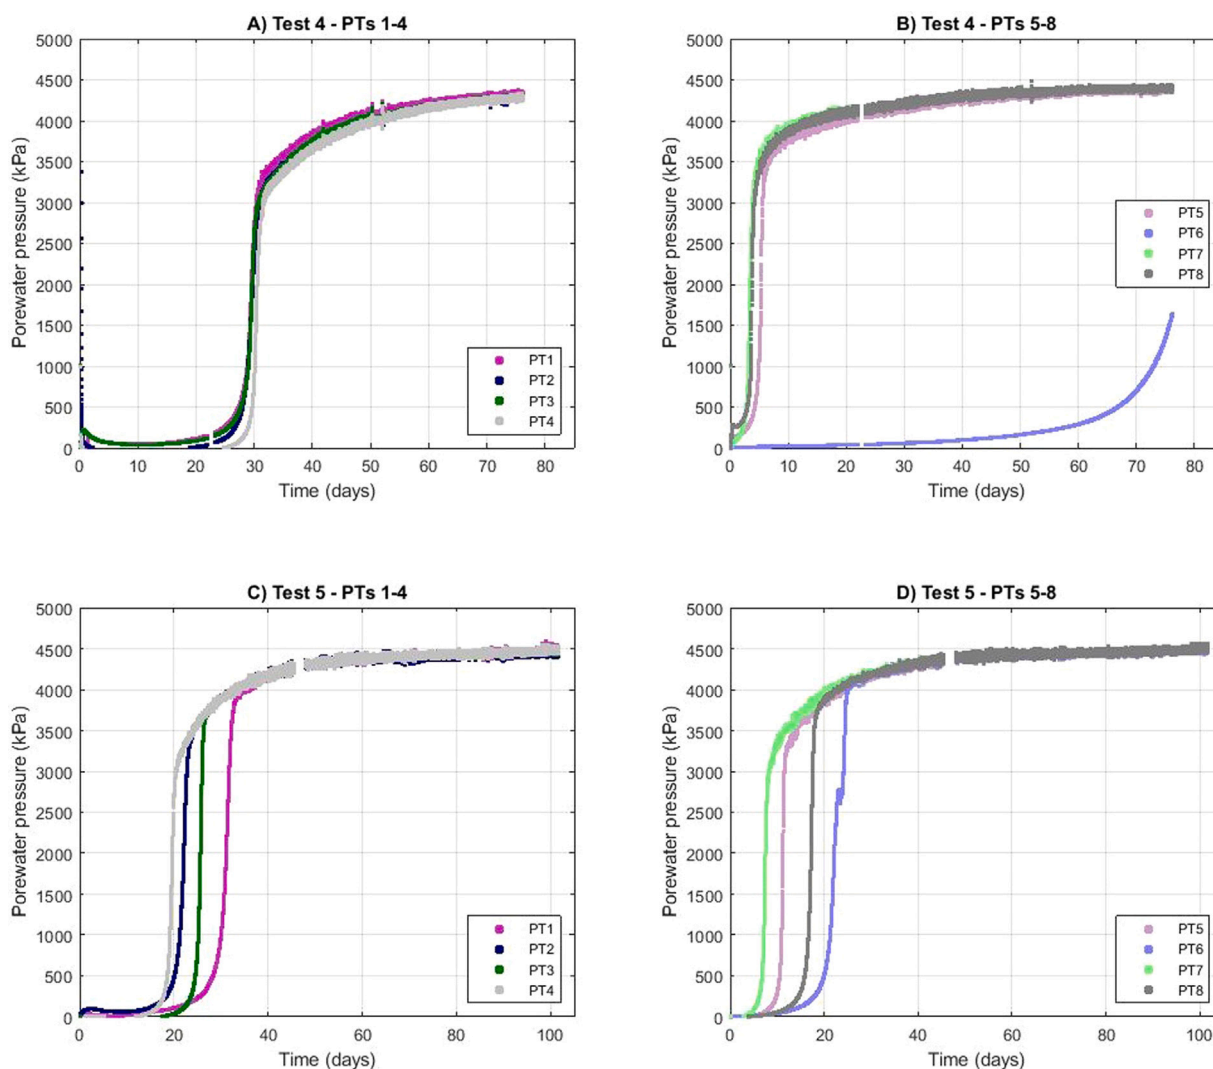 A) Test 4 - PTs 1-4
Porewater pressure (kPa)
5000
4500
4000
3500
3000
2500
2000
1500
1000
500
0
PT1
PT2
PT3
PT4
0 10 20 30 40 50 60 70 80
Time (days)
B) Test 4 - PTs 5-8
Porewater pressure (kPa)
5000
4500
4000
3500
3000
2500
2000
1500
1000
500
0
PT5
PT6
PT7
PT8
0 10 20 30 40 50 60 70 80
Time (days)
C) Test 5 - PTs 1-4
Porewater pressure (kPa)
5000
4500
4000
3500
3000
2500
2000
1500
1000
500
0
PT1
PT2
PT3
PT4
0 20 40 60 80 100
Time (days)
D) Test 5 - PTs 5-8
Porewater pressure (kPa)
5000
4500
4000
3500
3000
2500
2000
1500
1000
500
0
PT5
PT6
PT7
PT8
0 20 40 60 80 100
Time (days)